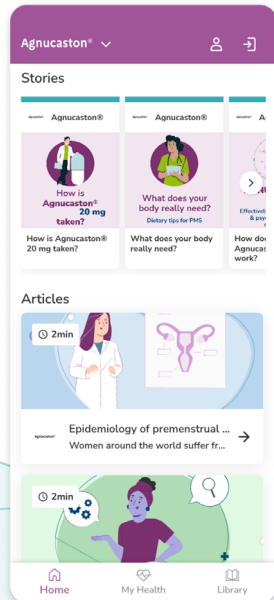 Agnucaston®
Stories
Agnucaston®
How is
Agnucaston®
20 mg
taken?
How is Agnucaston®
20 mg taken?
Agnucaston®
What does your
body really need?
Dietary tips for PMS
What does your body
really need?
How do
Agnucas
work?
Articles
2min
Epidemiology of premenstrual ...
Women around the world suffer fr...
2min
Home
My Health
Library